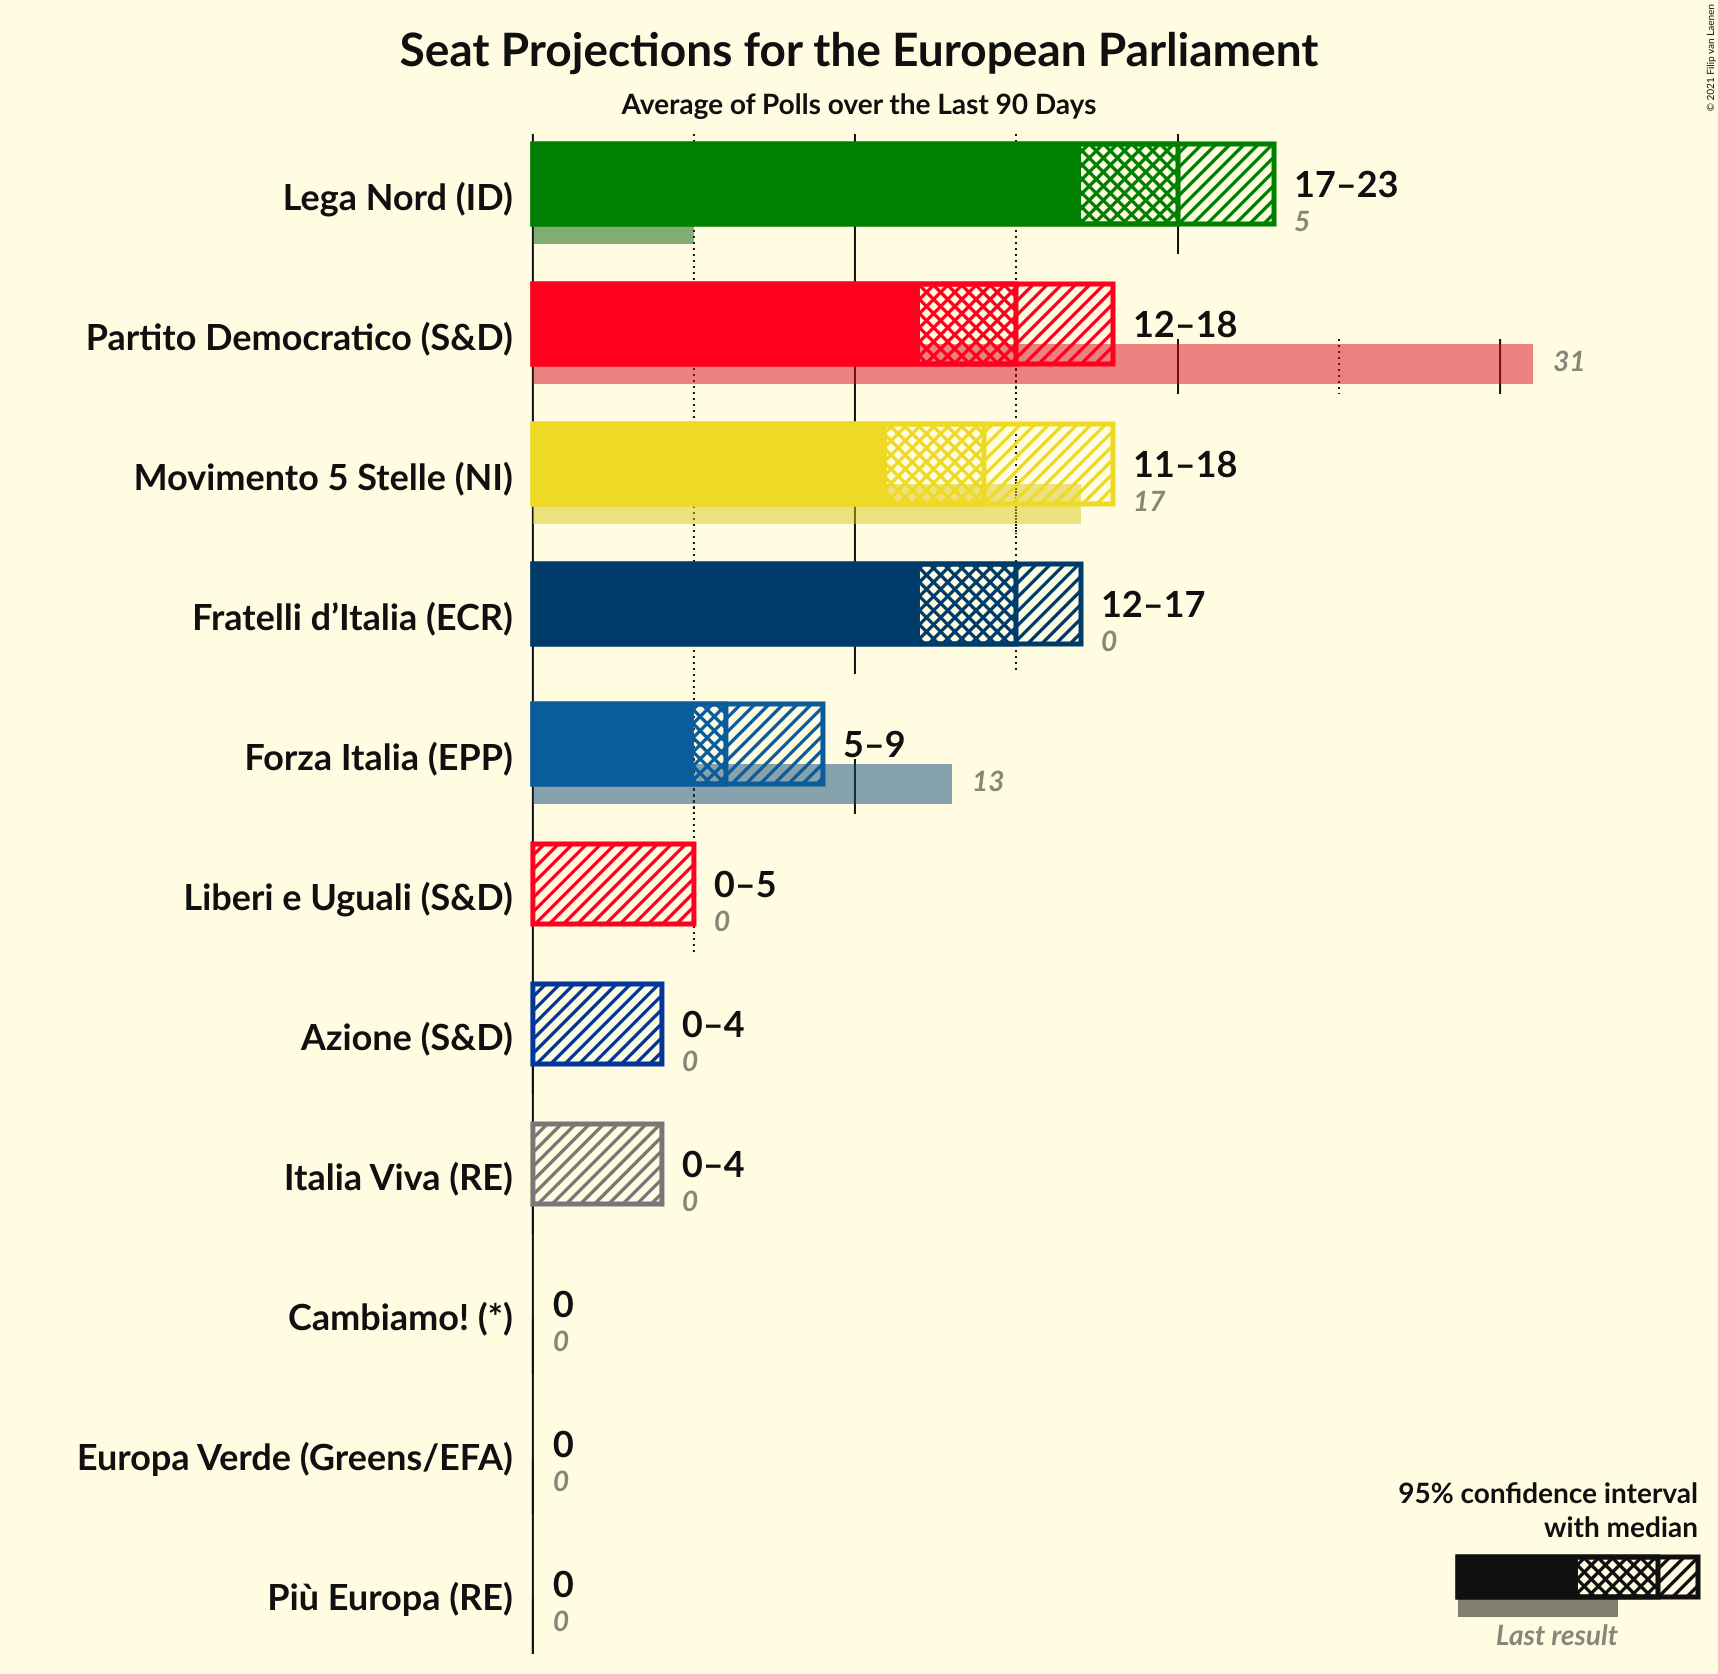 Seat Projections for the European Parliament
Average of Polls over the Last 90 Days
© 2021 Filip van Laenen
Lega Nord (ID)
17–23
5
Partito Democratico (S&D)
12–18
31
Movimento 5 Stelle (NI)
11–18
17
Fratelli d’Italia (ECR)
12–17
0
Forza Italia (EPP)
5–9
13
Liberi e Uguali (S&D)
0–5
0
Azione (S&D)
0–4
0
Italia Viva (RE)
0–4
0
Cambiamo! (*)
0
0
Europa Verde (Greens/EFA)
0
0
Più Europa (RE)
0
0
95% confidence interval
with median
Last result